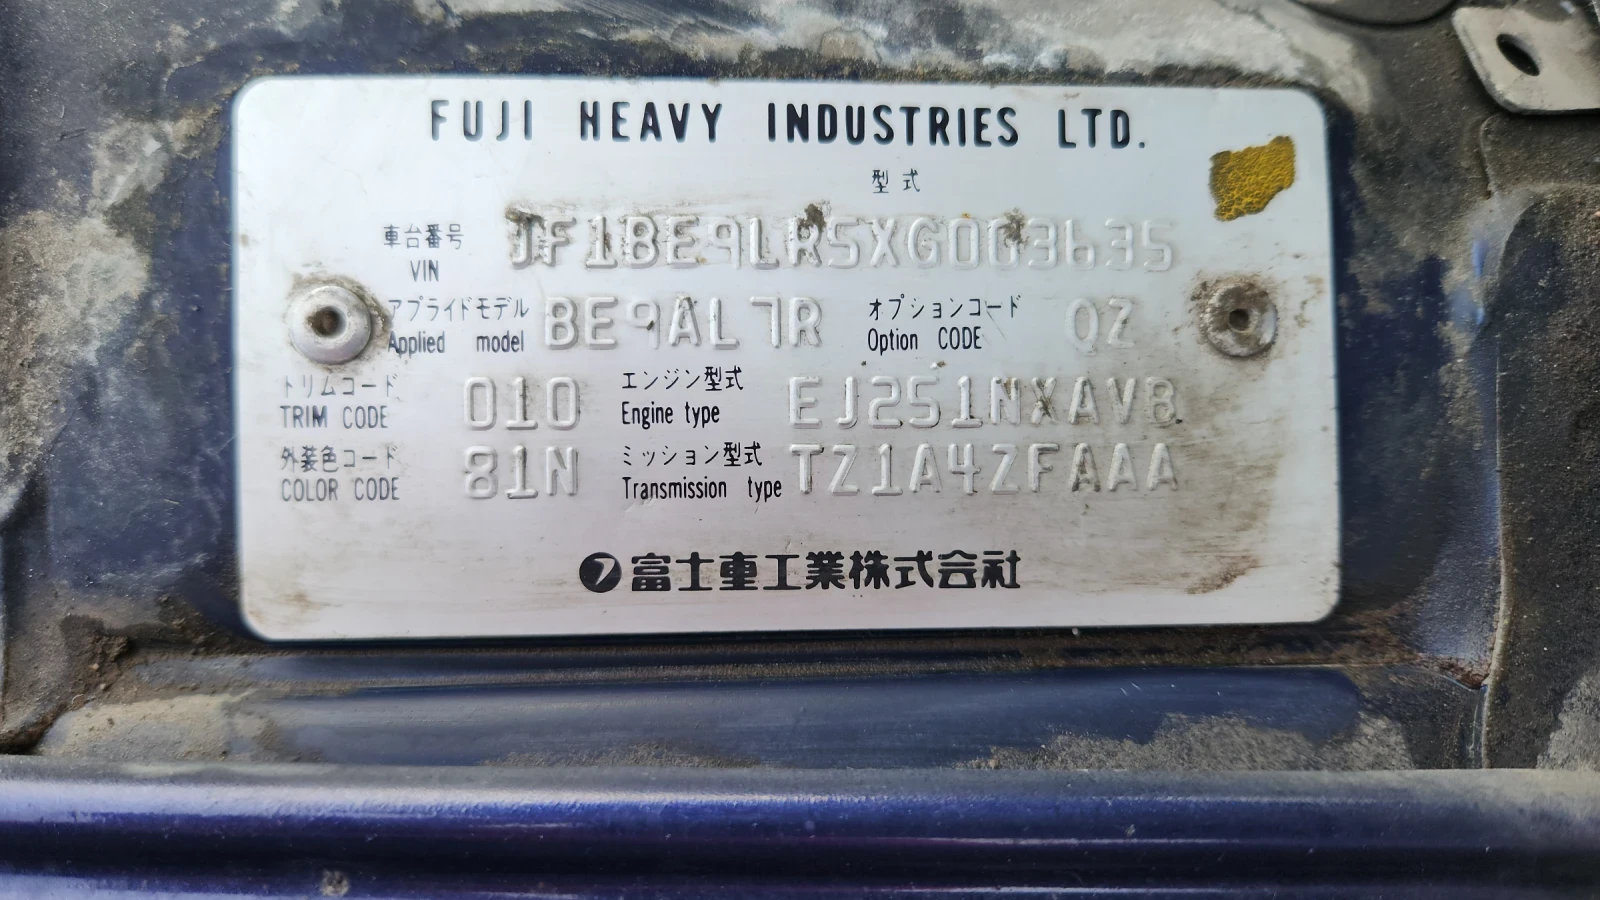 FUJI HEAVY INDUSTRIES LTD.
型式
車台番号 JF1BE9LR5XG003635
VIN
アプライドモデル BE9AL7R オプションコード QZ
Applied model Option CODE
トリムコード 010 エンジン型式 EJ251NXAVB
TRIM CODE Engine type
外装色コード 81N ミッション型式 TZ1A4ZFAAA
COLOR CODE Transmission type
富士重工業株式会社